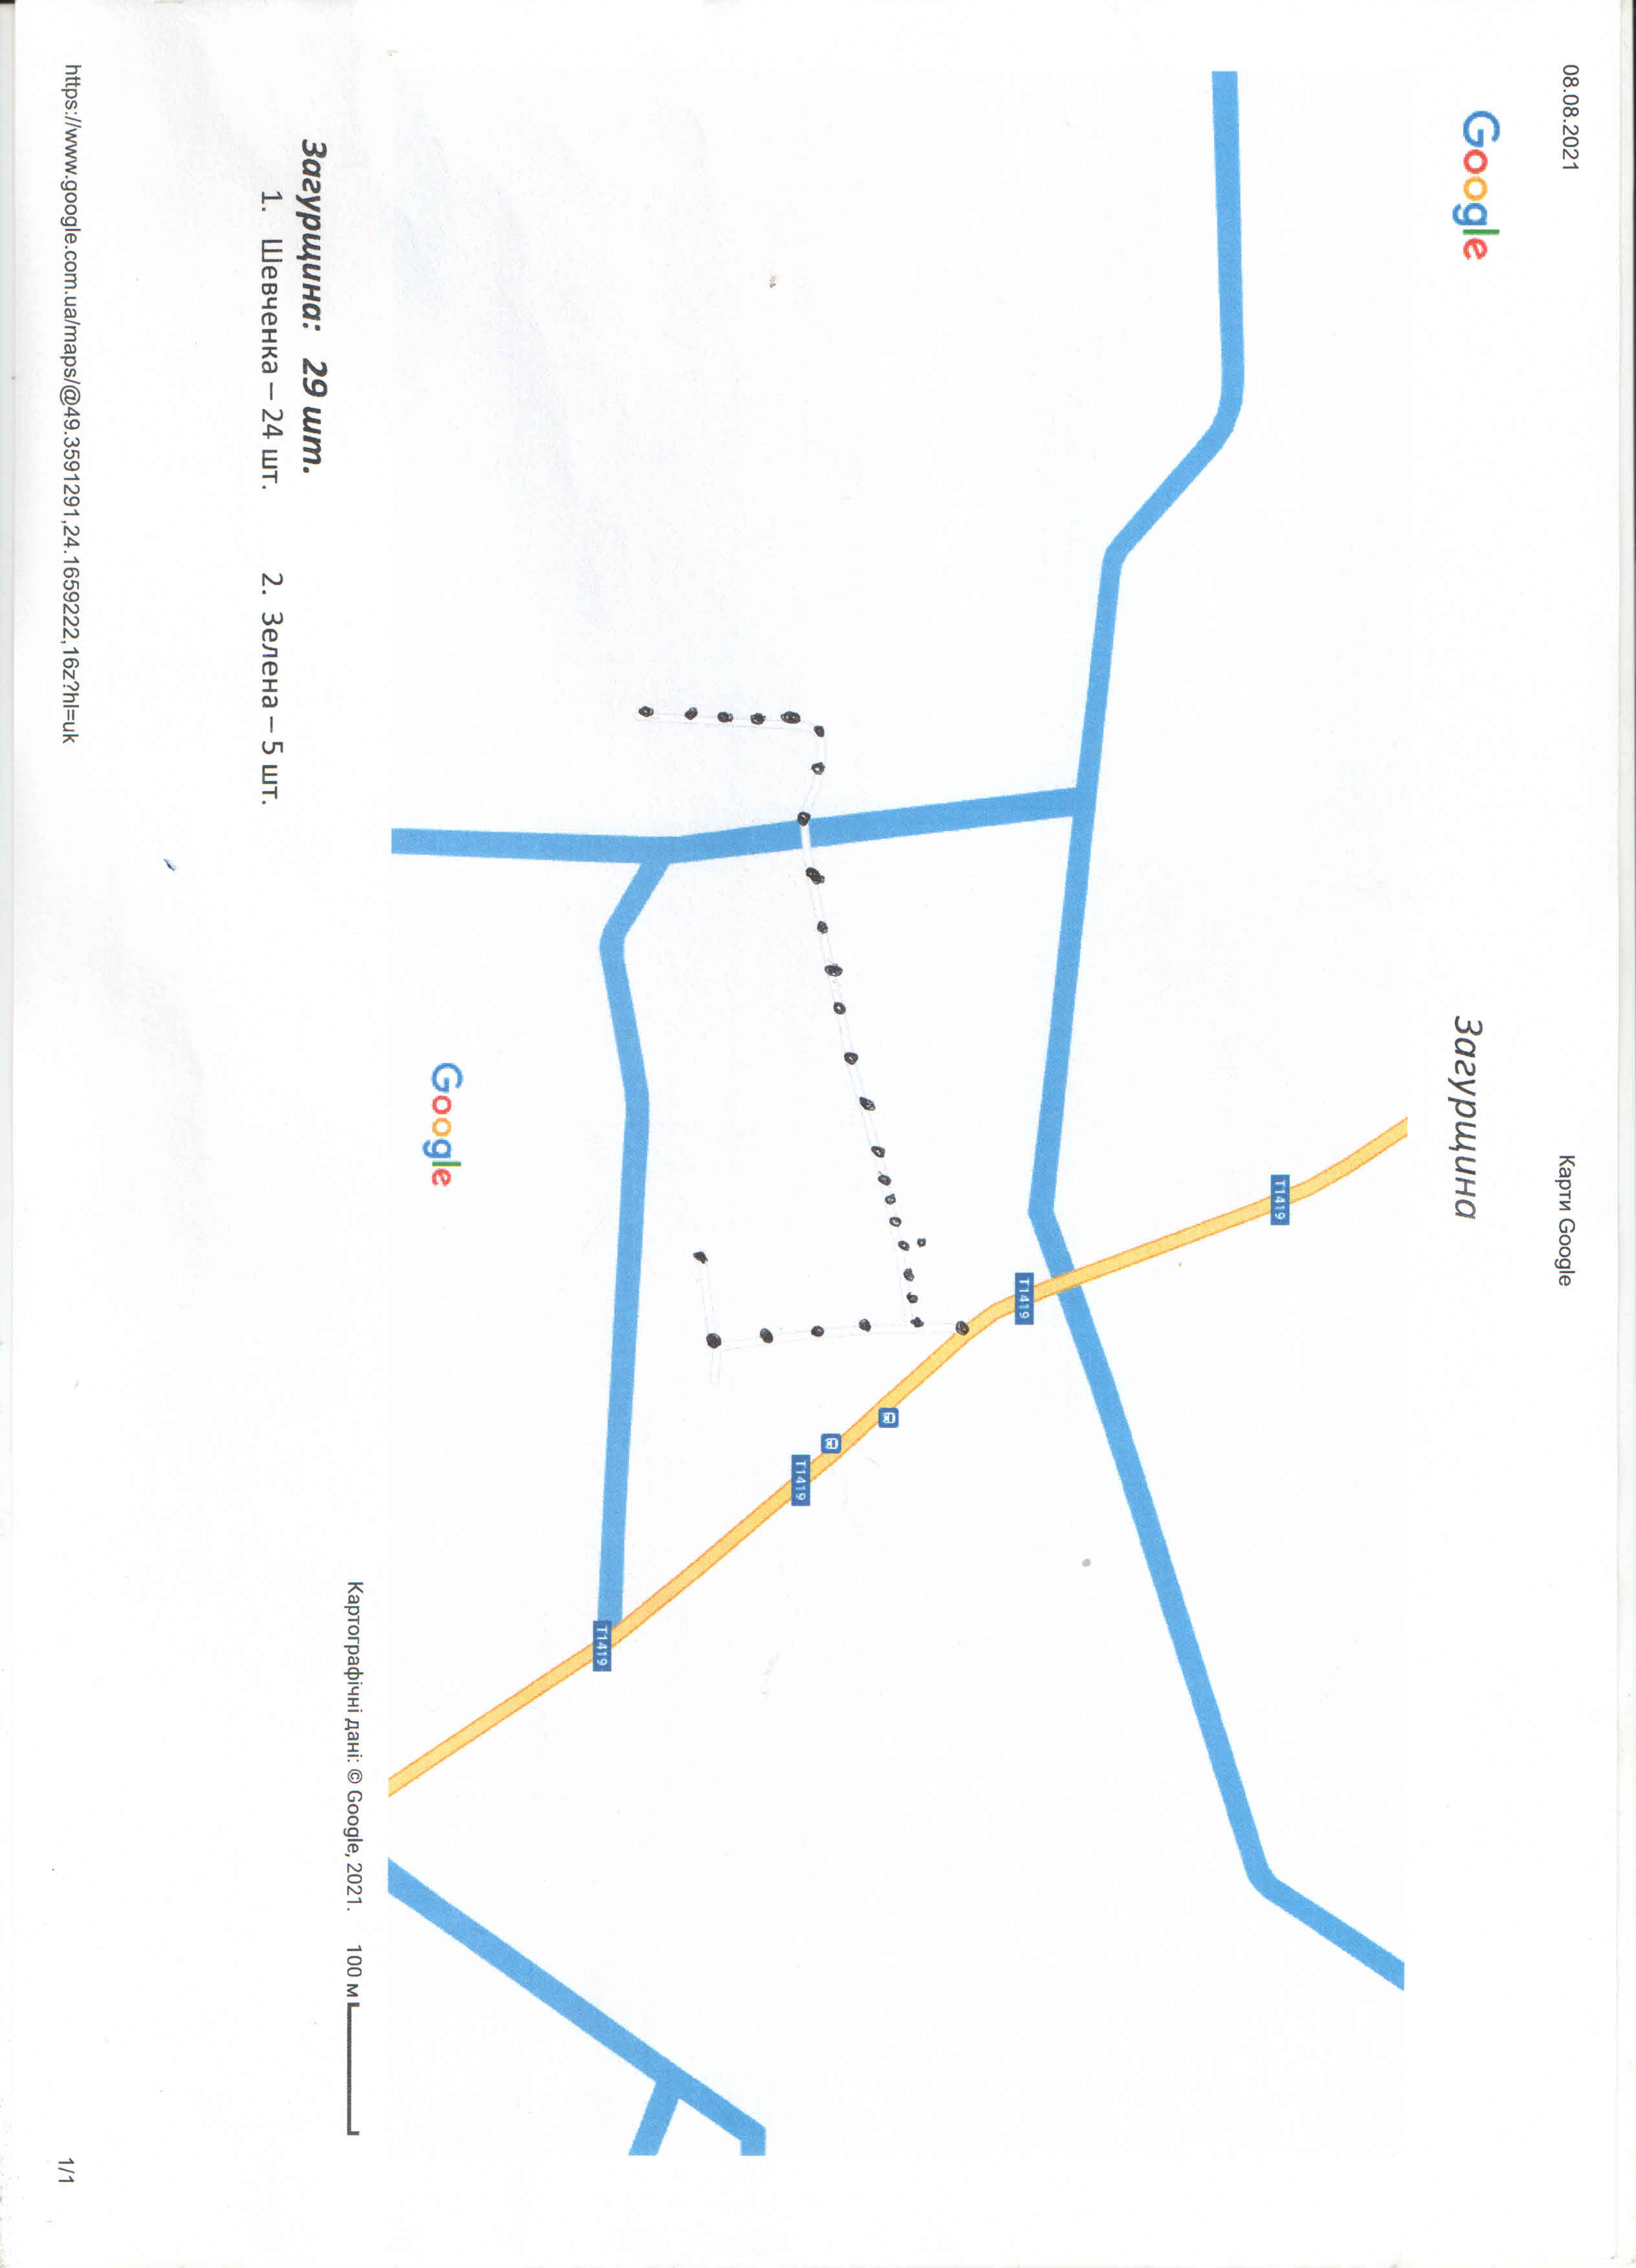 08.08.2021
Карти Google
Google
Загурщина
T1419
T1419
T1419
T1419
Google
Картографічні дані: © Google, 2021. 100 м
Загурщина: 29 шт.
1. Шевченка – 24 шт. 2. Зелена – 5 шт.
https://www.google.com.ua/maps/@49.3591291,24.1659222,16z?hl=uk
1/1